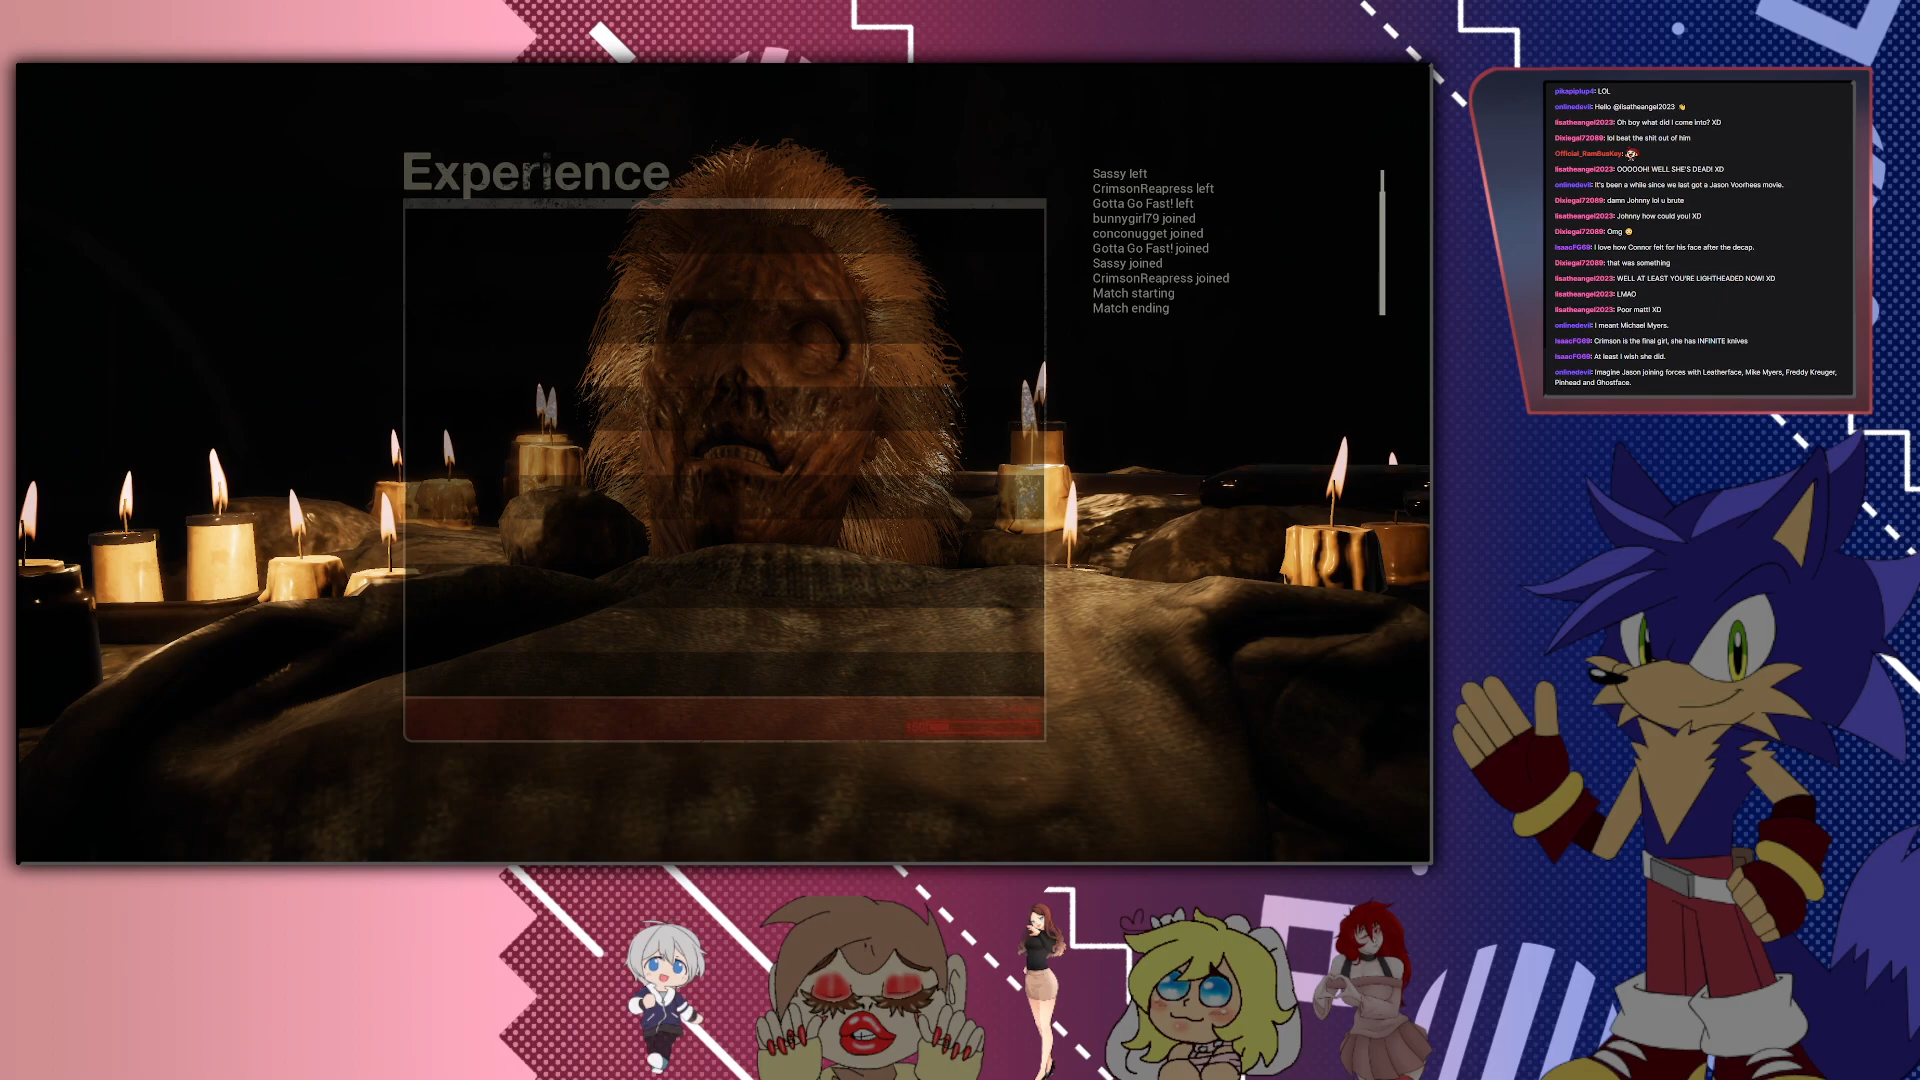 Experience
Sassy left
CrimsonReapress left
Gotta Go Fast! left
bunnygirl79 joined
conconugget joined
Gotta Go Fast! joined
Sassy joined
CrimsonReapress joined
Match starting
Match ending
pikapiplup4: LOL
onlinedevil: Hello @lisatheangel2023
lisatheangel2023: Oh boy what did I come into? XD
Dixiegal72089: lol beat the shit out of him
Official_RamBusKey:
lisatheangel2023: OOOOOH! WELL SHE'S DEAD! XD
onlinedevil: It's been a while since we last got a Jason Voorhees movie.
Dixiegal72089: damn Johnny lol u brute
lisatheangel2023: Johnny how could you! XD
Dixiegal72089: Omg
IsaacFG69: I love how Connor felt for his face after the decap.
Dixiegal72089: that was something
lisatheangel2023: WELL AT LEAST YOU'RE LIGHTHEADED NOW! XD
lisatheangel2023: LMAO
lisatheangel2023: Poor matt! XD
onlinedevil: I meant Michael Myers.
IsaacFG69: Crimson is the final girl, she has INFINITE knives
IsaacFG69: At least I wish she did.
onlinedevil: Imagine Jason joining forces with Leatherface, Mike Myers, Freddy Kreuger,
Pinhead and Ghostface.